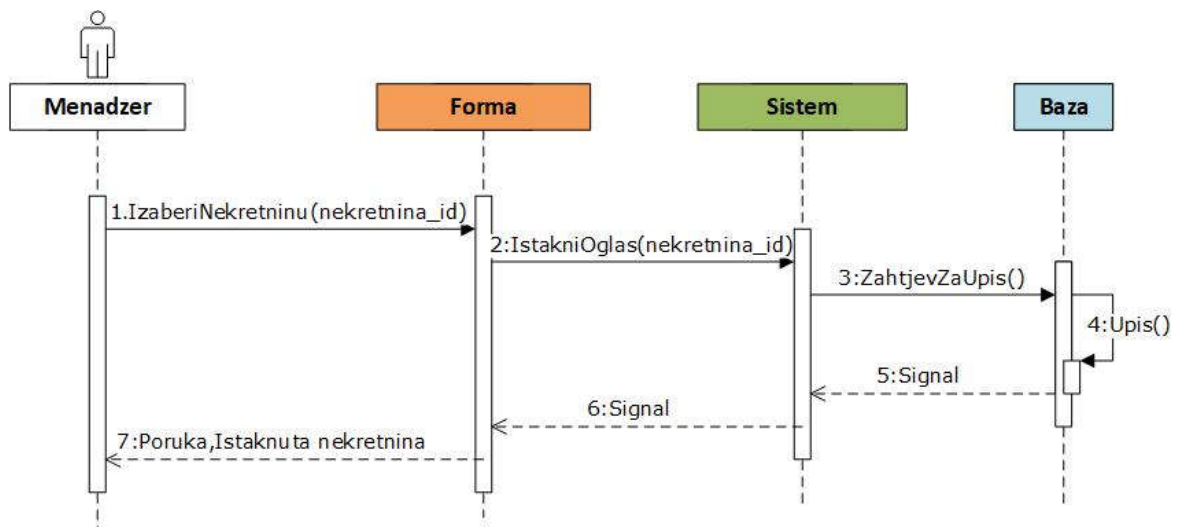 Menadzer
Forma
Sistem
Baza
1.IzaberiNekretninu(nekretnina_id)
2:IstakniOglas(nekretnina_id)
3:ZahtjevZaUpis()
4:Upis()
5:Signal
6:Signal
7:Poruka,Istaknuta nekretnina